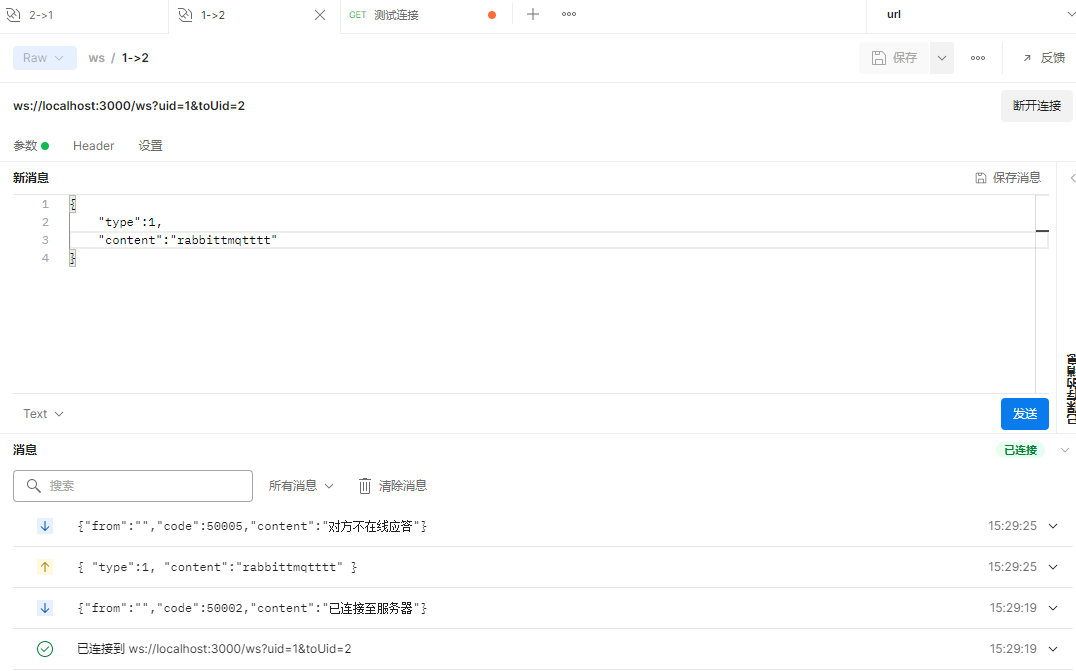 2->1
1->2
GET 测试连接
url
Raw
ws / 1->2
保存
反馈
ws://localhost:3000/ws?uid=1&toUid=2
断开连接
参数
Header
设置
新消息
保存消息
1 {
2 "type":1,
3 "content":"rabbittmqtttt"
4 }
已保存的消息
Text
发送
消息
已连接
搜索
所有消息
清除消息
{"from":"","code":50005,"content":"对方不在线应答"} 15:29:25
{ "type":1, "content":"rabbittmqtttt" } 15:29:25
{"from":"","code":50002,"content":"已连接至服务器"} 15:29:19
已连接到 ws://localhost:3000/ws?uid=1&toUid=2 15:29:19